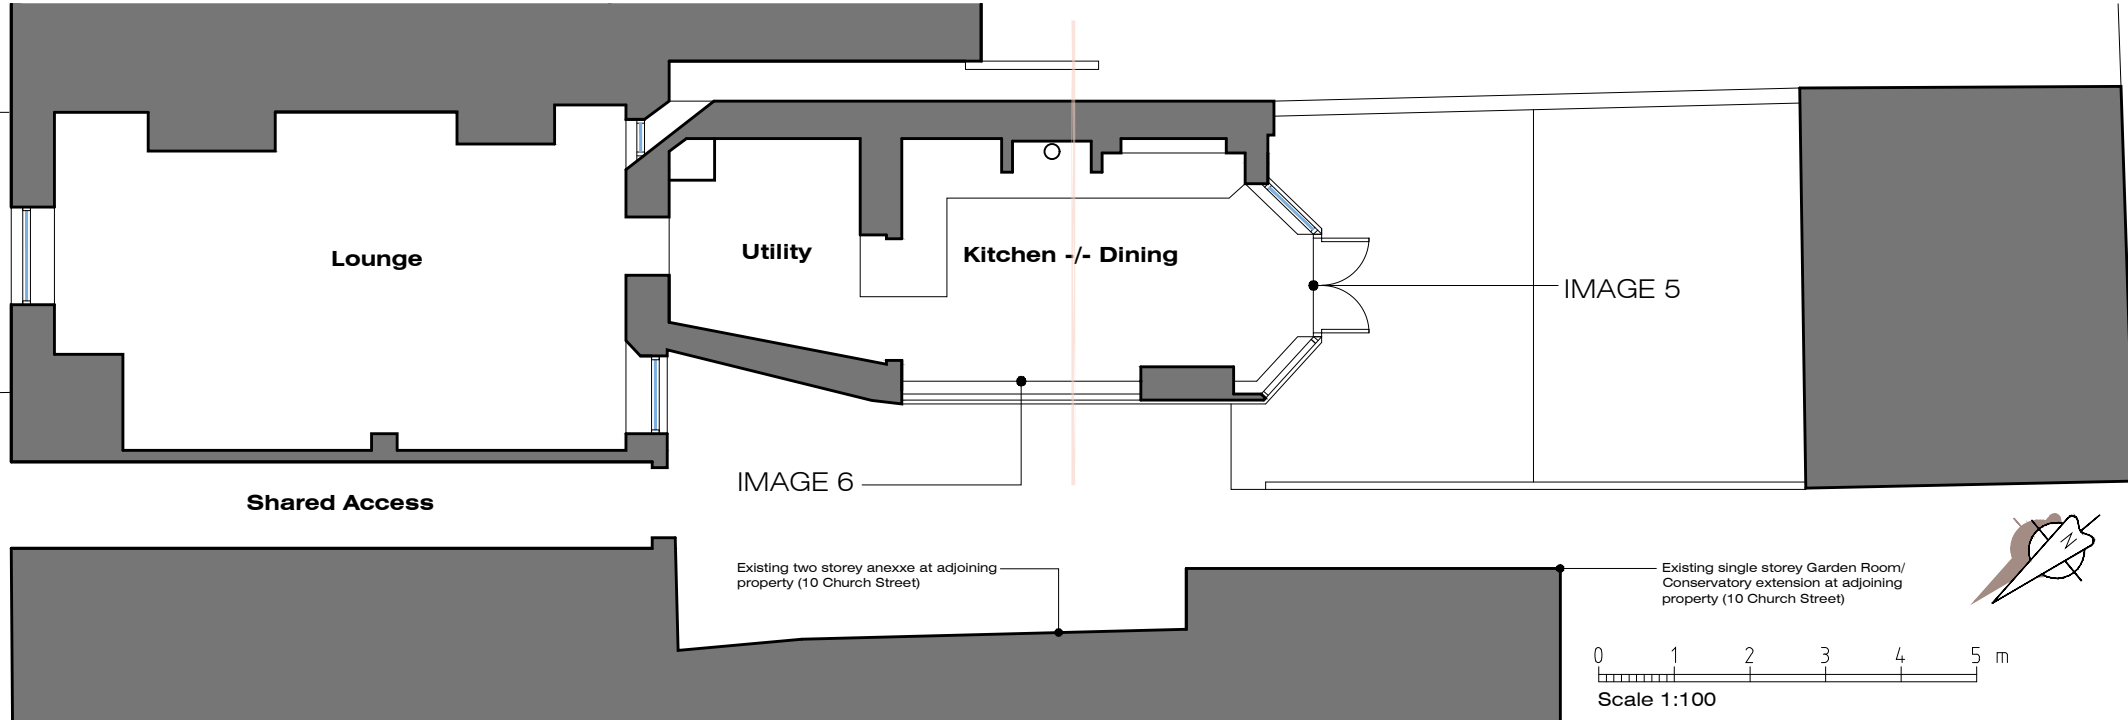 Lounge
Utility
Kitchen -/- Dining
IMAGE 5
IMAGE 6
Shared Access
Existing two storey anexxe at adjoining
property (10 Church Street)
Existing single storey Garden Room/
Conservatory extension at adjoining
property (10 Church Street)
N
0 1 2 3 4 5 m
Scale 1:100